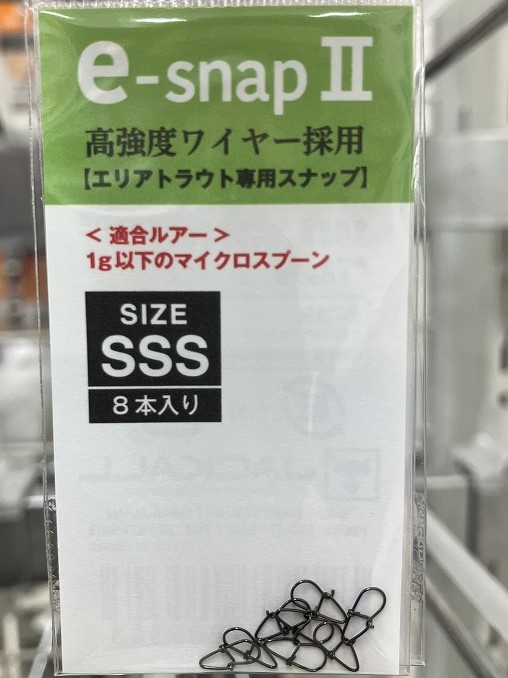 e-snap Ⅱ
高強度ワイヤー採用
【エリアトラウト専用スナップ】
＜適合ルアー＞
1g以下のマイクロスプーン
SIZE
SSS
8本入り
JACKALL